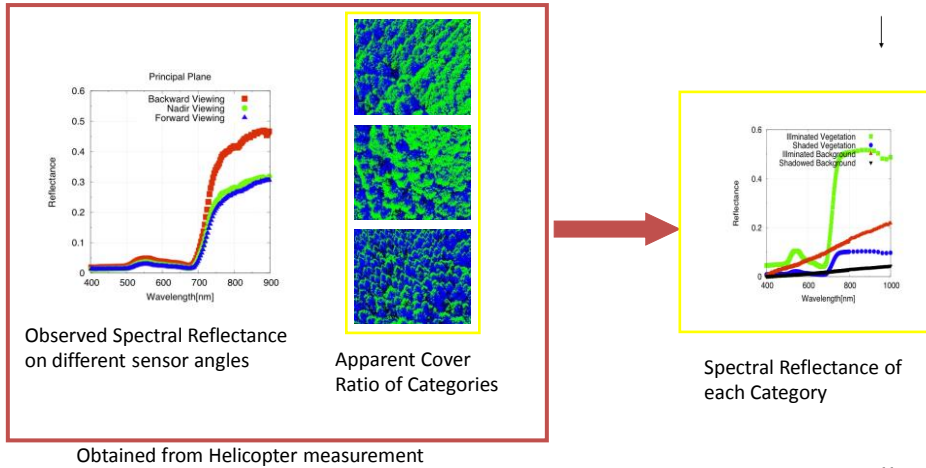 Principal Plane
Backward Viewing
Nadir Viewing
Forward Viewing
0.6
0.5
0.4
0.3
0.2
0.1
0
Reflectance
400 500 600 700 800 900
Wavelength[nm]
Observed Spectral Reflectance
on different sensor angles
Apparent Cover
Ratio of Categories
Obtained from Helicopter measurement
Illminated Vegetation
Shaded Vegetation
Illminated Background
Shadowed Background
0.6
0.4
0.2
0
Reflectance
400 600 800 1000
Wavelength[nm]
Spectral Reflectance of
each Category